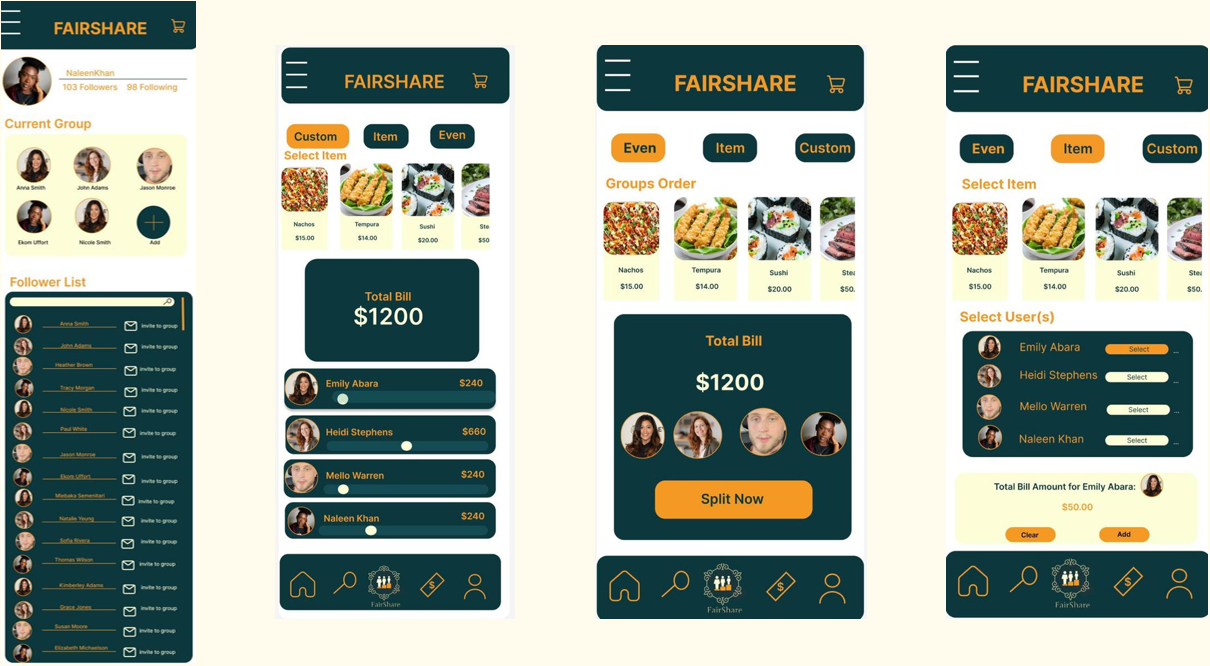 FAIRSHARE
NaleenKhan
103 Followers 98 Following
Current Group
Anna Smith John Adams Jason Monroe
Ekom Uffort Nicole Smith Add
Follower List
Anna Smith Invite to group
John Adams Invite to group
Heather Brown Invite to group
Tracy Morgan Invite to group
Nicole Smith Invite to group
Paul White Invite to group
Jason Monroe Invite to group
Ekom Uffort Invite to group
Miebaka Semenitari Invite to group
Natalie Young Invite to group
Sofia Rivera Invite to group
Thomas Wilson Invite to group
Kimberley Adams Invite to group
Grace Jones Invite to group
Susan Moore Invite to group
Elizabeth Michaelson Invite to group
FAIRSHARE
Custom Item Even
Select Item
Nachos Tempura Sushi Ste
$15.00 $14.00 $20.00 $50
Total Bill
$1200
Emily Abara $240
Heidi Stephens $660
Mello Warren $240
Naleen Khan $240
FairShare
FAIRSHARE
Even Item Custom
Groups Order
Nachos Tempura Sushi Stea
$15.00 $14.00 $20.00 $50.
Total Bill
$1200
Split Now
FairShare
FAIRSHARE
Even Item Custom
Select Item
Nachos Tempura Sushi Stea
$15.00 $14.00 $20.00 $50.
Select User(s)
Emily Abara Select ...
Heidi Stephens Select ...
Mello Warren Select ...
Naleen Khan Select ...
Total Bill Amount for Emily Abara:
$50.00
Clear Add
FairShare